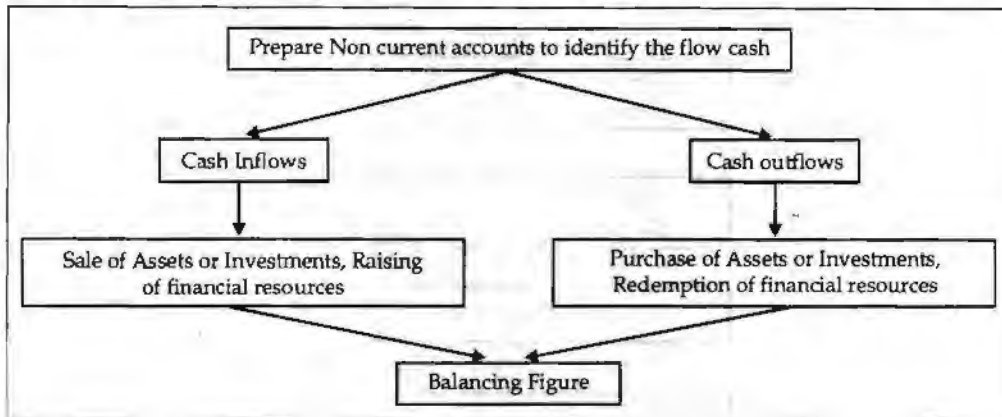 Prepare Non current accounts to identify the flow cash
Cash Inflows
Cash outflows
Sale of Assets or Investments, Raising
of financial resources
Purchase of Assets or Investments,
Redemption of financial resources
Balancing Figure